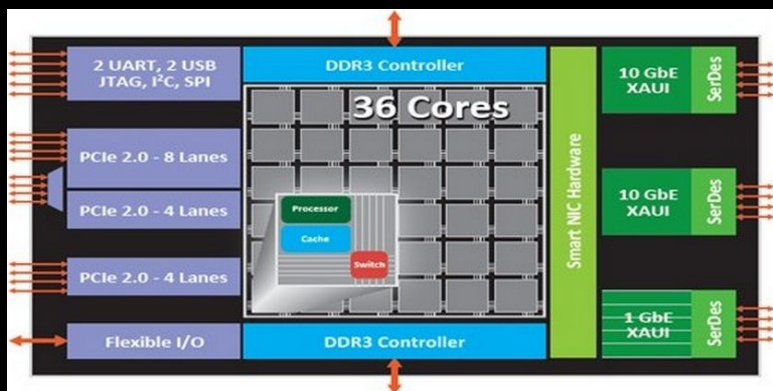 2 UART, 2 USB
JTAG, I²C, SPI
PCIe 2.0 - 8 Lanes
PCIe 2.0 - 4 Lanes
PCIe 2.0 - 4 Lanes
Flexible I/O
DDR3 Controller
36 Cores
Processor
Cache
Switch
DDR3 Controller
Smart NIC Hardware
10 GbE
XAUI
SerDes
10 GbE
XAUI
SerDes
1 GbE
XAUI
SerDes